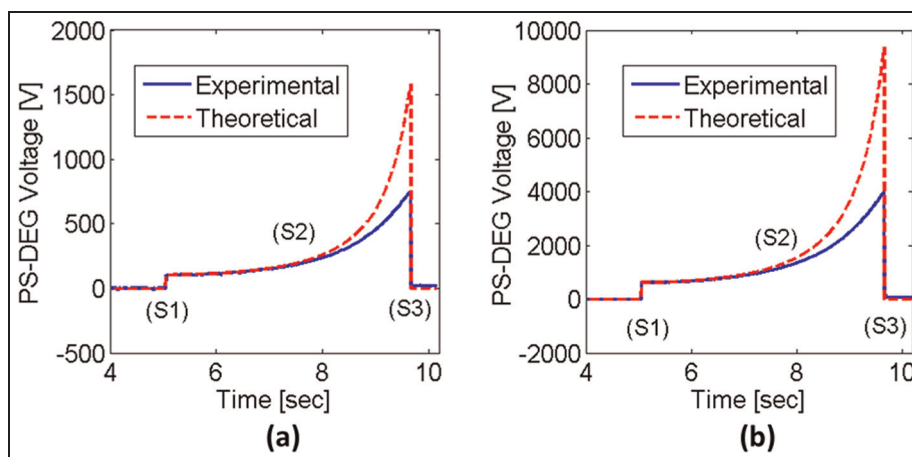 2000
1500
1000
500
0
-500
PS-DEG Voltage [V]
Experimental
Theoretical
(S1)
(S2)
(S3)
4
6
8
10
Time [sec]
(a)
10000
8000
6000
4000
2000
0
-2000
PS-DEG Voltage [V]
Experimental
Theoretical
(S1)
(S2)
(S3)
4
6
8
10
Time [sec]
(b)